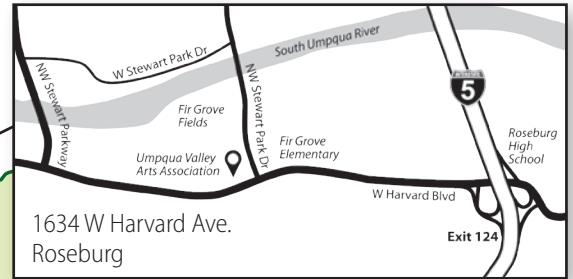 South Umpqua River
W Stewart Park Dr
NW Stewart Parkway
NW Stewart Park Dr
5
Fir Grove
Fields
Umpqua Valley
Arts Association
Fir Grove
Elementary
Roseburg
High
School
W Harvard Blvd
Exit 124
1634 W Harvard Ave.
Roseburg